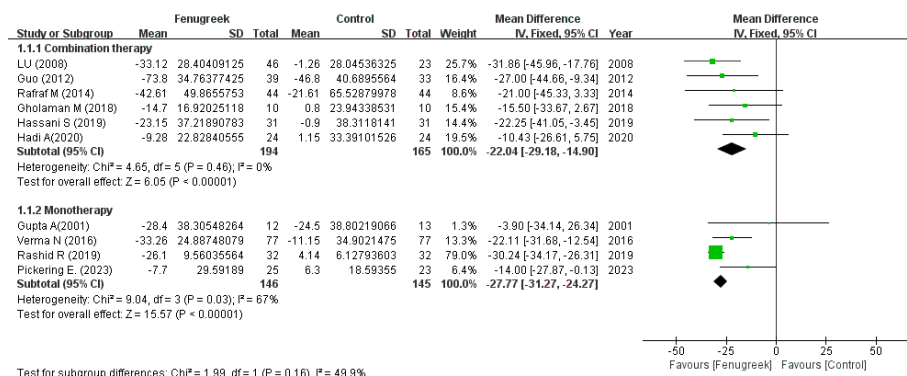 Fenugreek Control Mean Difference Mean Difference
Study or Subgroup Mean SD Total Mean SD Total Weight IV, Fixed, 95% CI Year IV, Fixed, 95% CI
1.1.1 Combination therapy
LU (2008) -33.12 28.40409125 46 -1.26 28.04536325 23 25.7% -31.86 [-45.96, -17.76] 2008
Guo (2012) -73.8 34.76377425 39 -46.8 40.6895564 33 16.4% -27.00 [-44.66, -9.34] 2012
Rafraf M (2014) -42.61 49.8655753 44 -21.61 65.52879978 44 8.6% -21.00 [-45.33, 3.33] 2014
Gholaman M (2018) -14.7 16.92025118 10 0.8 23.94338531 10 15.5% -15.50 [-33.67, 2.67] 2018
Hassani S (2019) -23.15 37.21890783 31 -0.9 38.3118141 31 14.4% -22.25 [-41.05, -3.45] 2019
Hadi A(2020) -9.28 22.82840555 24 1.15 33.39101526 24 19.5% -10.43 [-26.61, 5.75] 2020
Subtotal (95% CI) 194 165 100.0% -22.04 [-29.18, -14.90]
Heterogeneity: Chi² = 4.65, df = 5 (P = 0.46); I² = 0%
Test for overall effect: Z = 6.05 (P < 0.00001)
1.1.2 Monotherapy
Gupta A(2001) -28.4 38.30548264 12 -24.5 38.80219066 13 1.3% -3.90 [-34.14, 26.34] 2001
Verma N (2016) -33.26 24.88748079 77 -11.15 34.9021475 77 13.3% -22.11 [-31.68, -12.54] 2016
Rashid R (2019) -26.1 9.56035564 32 4.14 6.12793603 32 79.0% -30.24 [-34.17, -26.31] 2019
Pickering E. (2023) -7.7 29.59189 25 6.3 18.59355 23 6.4% -14.00 [-27.87, -0.13] 2023
Subtotal (95% CI) 146 145 100.0% -27.77 [-31.27, -24.27]
Heterogeneity: Chi² = 9.04, df = 3 (P = 0.03); I² = 67%
Test for overall effect: Z = 15.57 (P < 0.00001)
-50 -25 0 25 50
Favours [Fenugreek] Favours [Control]
Test for subgroup differences: Chi² = 1.99, df = 1 (P = 0.16), I² = 49.9%